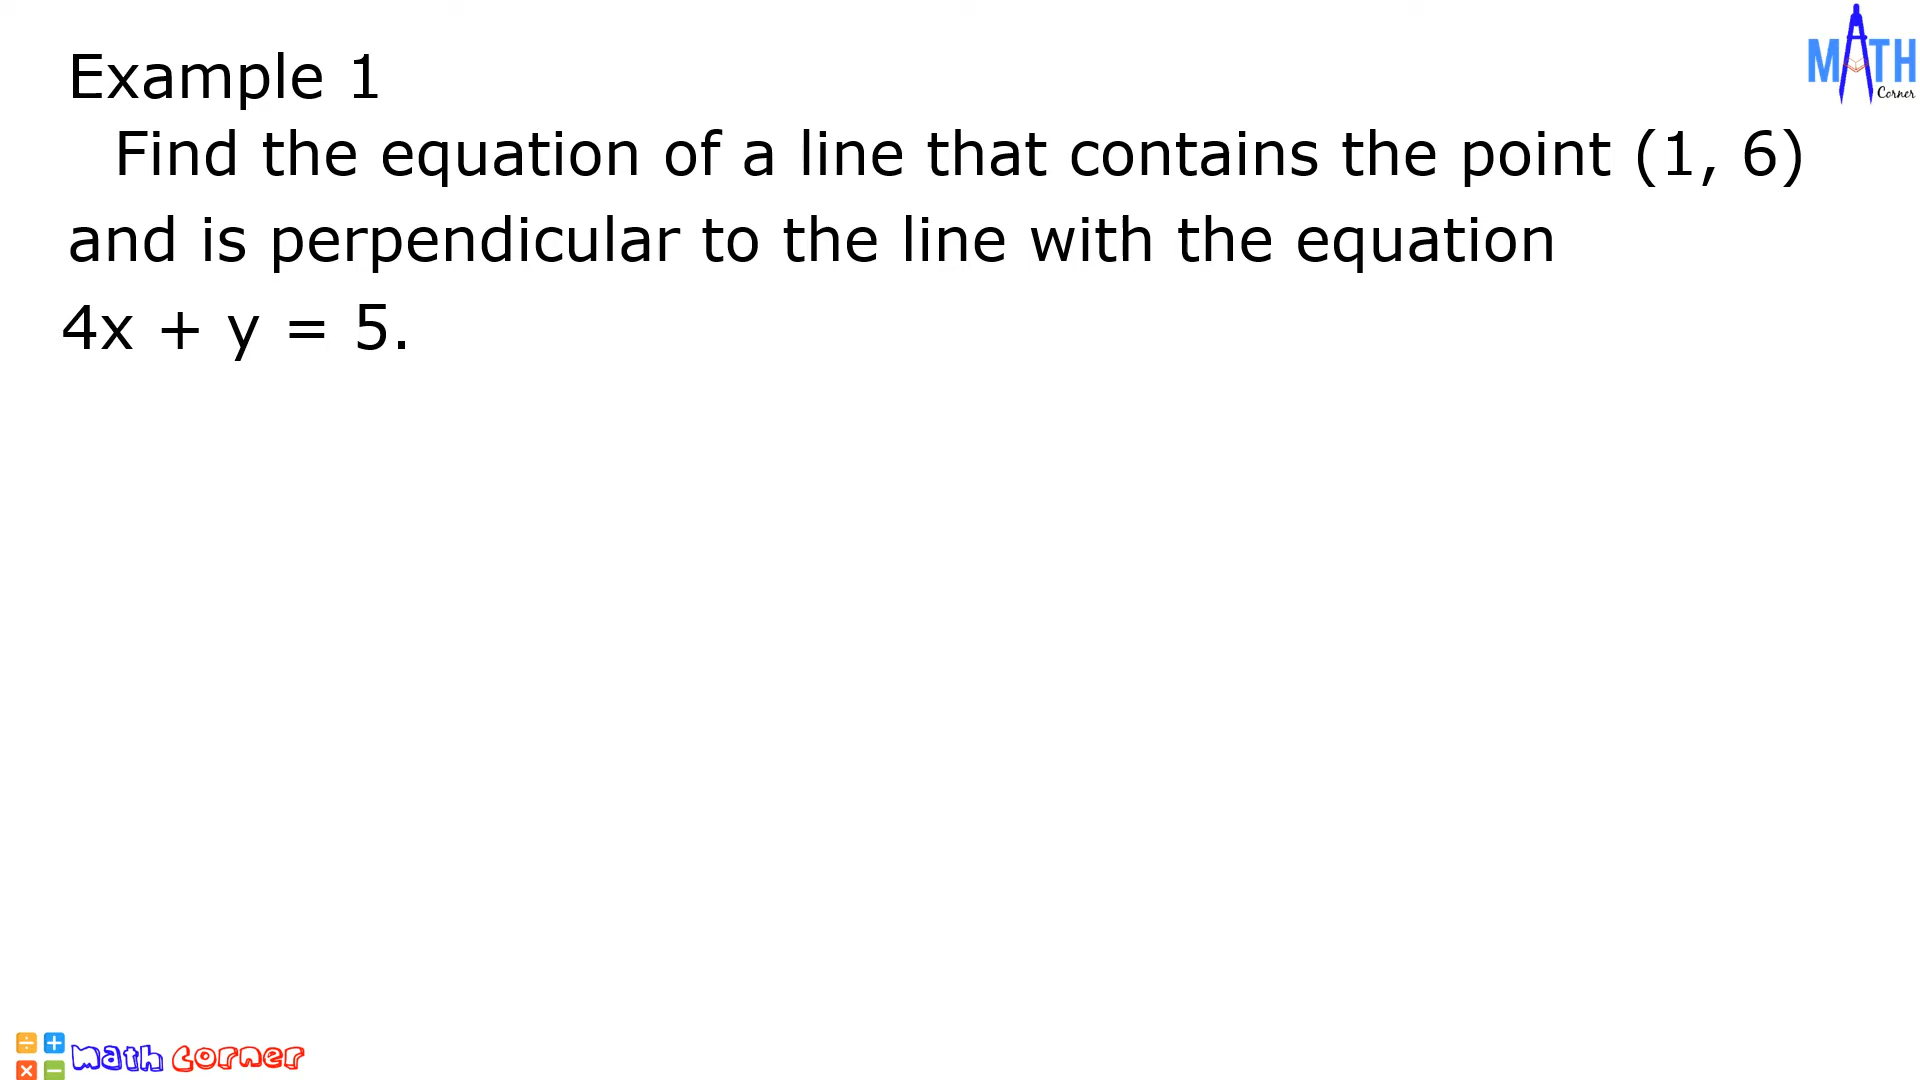 MATH
Corner
Example 1
Find the equation of a line that contains the point (1, 6)
and is perpendicular to the line with the equation
4x + y = 5.
÷ +
× −
math corner